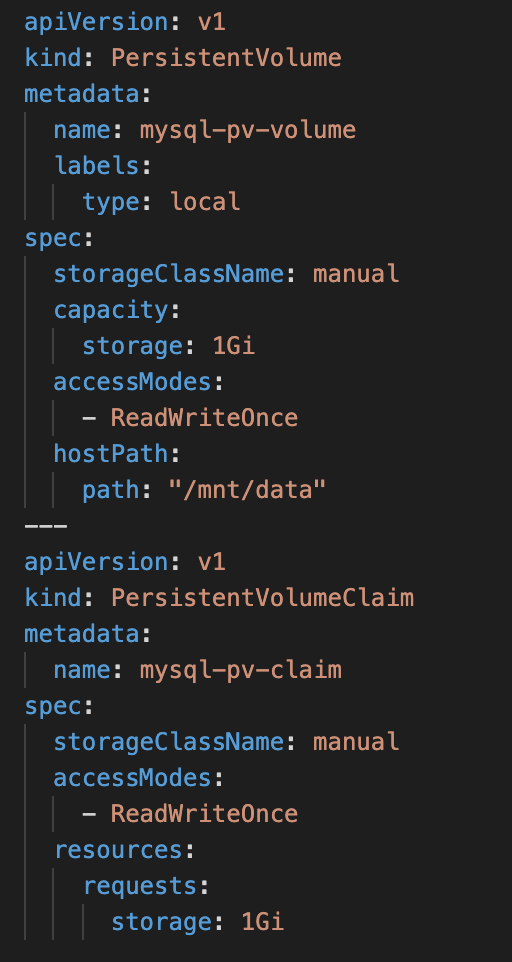 apiVersion: v1
kind: PersistentVolume
metadata:
  name: mysql-pv-volume
  labels:
    type: local
spec:
  storageClassName: manual
  capacity:
    storage: 1Gi
  accessModes:
    - ReadWriteOnce
  hostPath:
    path: "/mnt/data"
---
apiVersion: v1
kind: PersistentVolumeClaim
metadata:
  name: mysql-pv-claim
spec:
  storageClassName: manual
  accessModes:
    - ReadWriteOnce
  resources:
    requests:
      storage: 1Gi